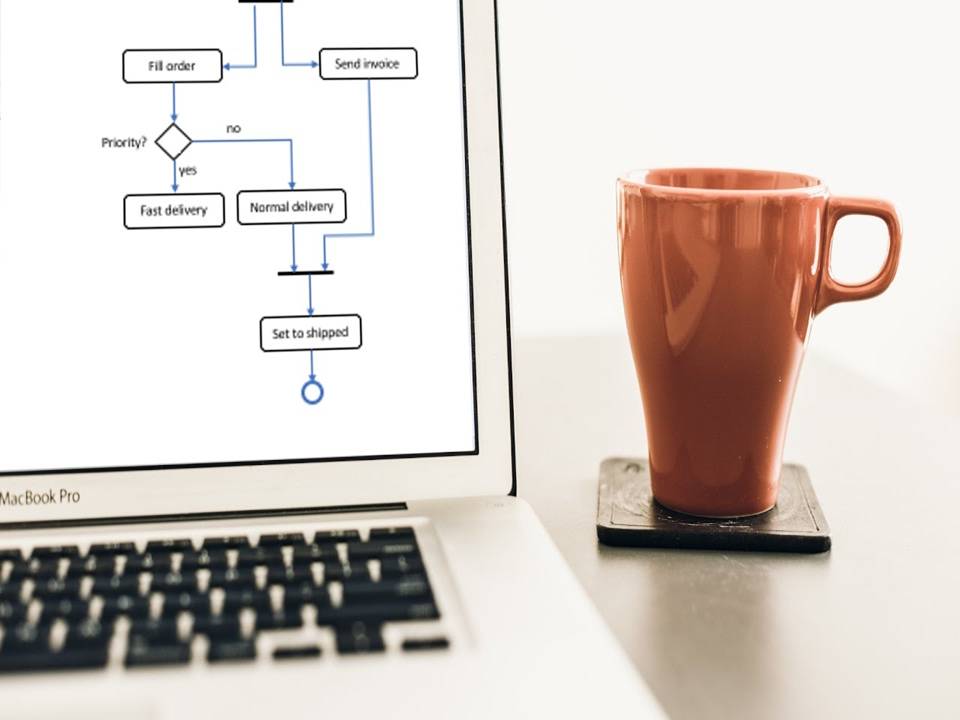 Fill order
Send invoice
Priority?
no
yes
Fast delivery
Normal delivery
Set to shipped
MacBook Pro